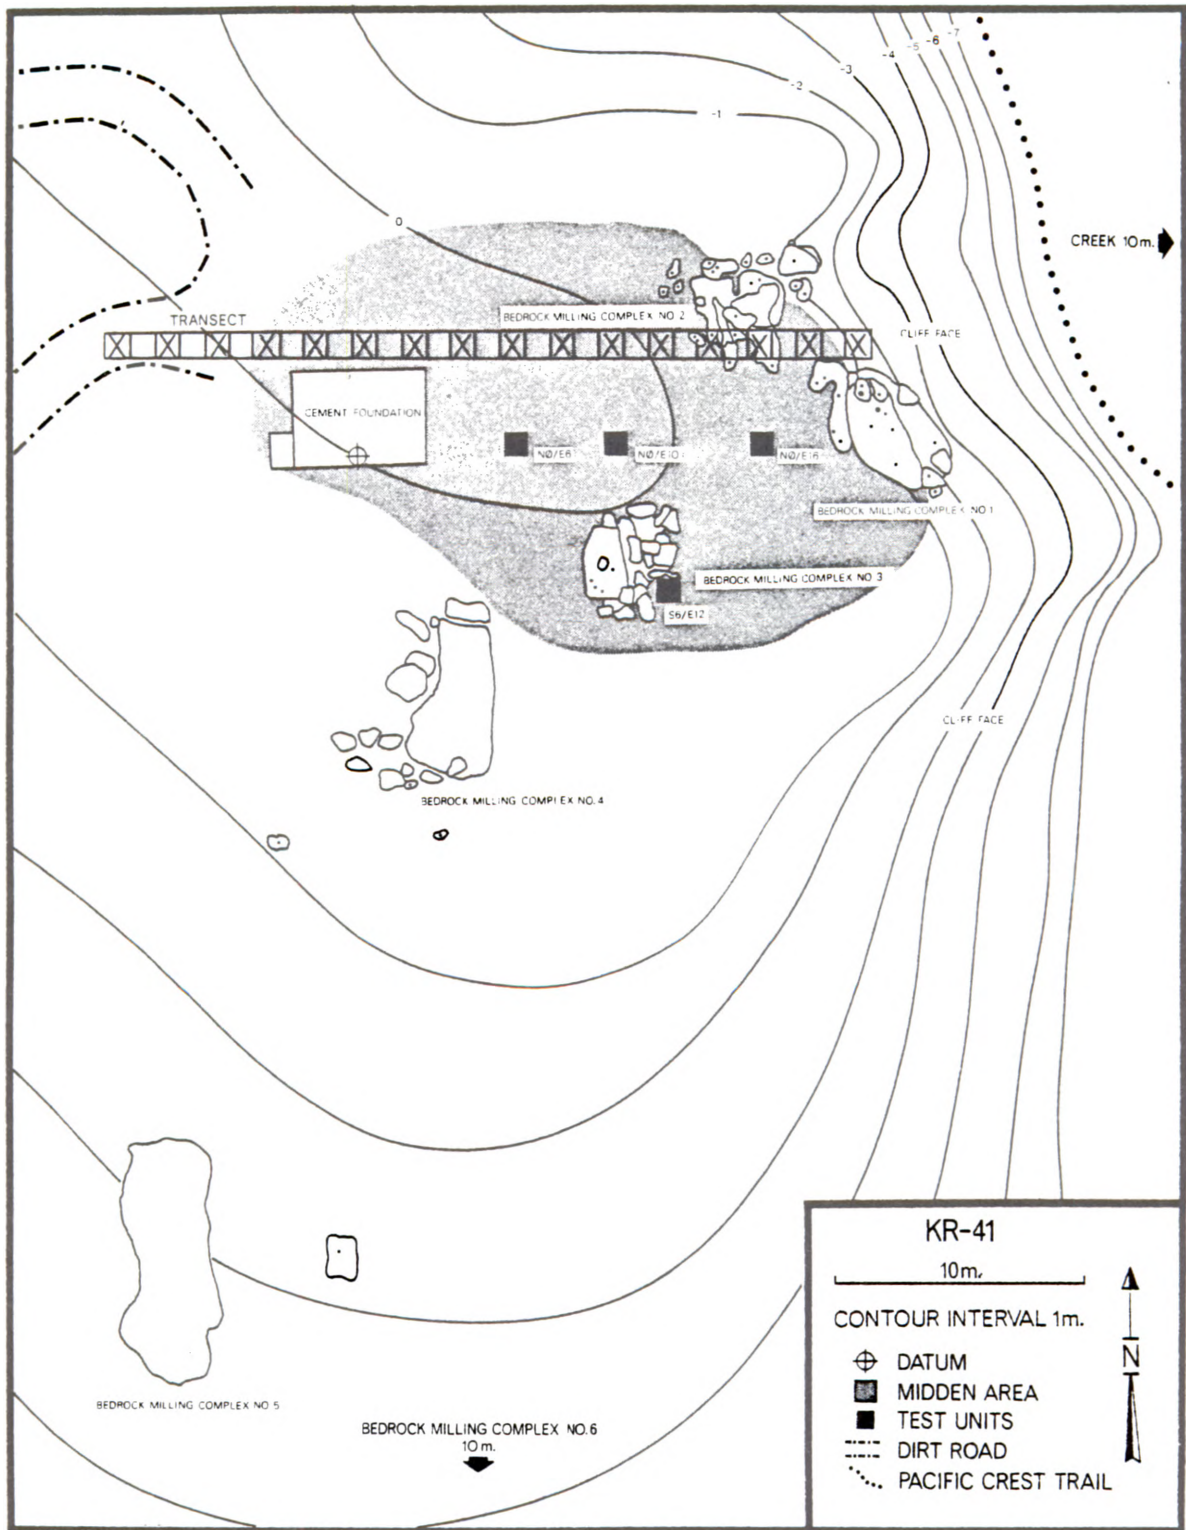 -7
-6
-5
-4
-3
-2
-1
0
CREEK 10m.
TRANSECT
BEDROCK MILLING COMPLEX NO. 2
CLIFF FACE
CEMENT FOUNDATION
NØ/E6
NØ/E10
NØ/E16
BEDROCK MILLING COMPLEX NO.1
BEDROCK MILLING COMPLEX NO. 3
S6/E12
CLIFF FACE
BEDROCK MILLING COMPLEX NO. 4
BEDROCK MILLING COMPLEX NO 5
BEDROCK MILLING COMPLEX NO. 6
10 m.
KR-41
10m.
CONTOUR INTERVAL 1m.
DATUM
MIDDEN AREA
TEST UNITS
DIRT ROAD
PACIFIC CREST TRAIL
N